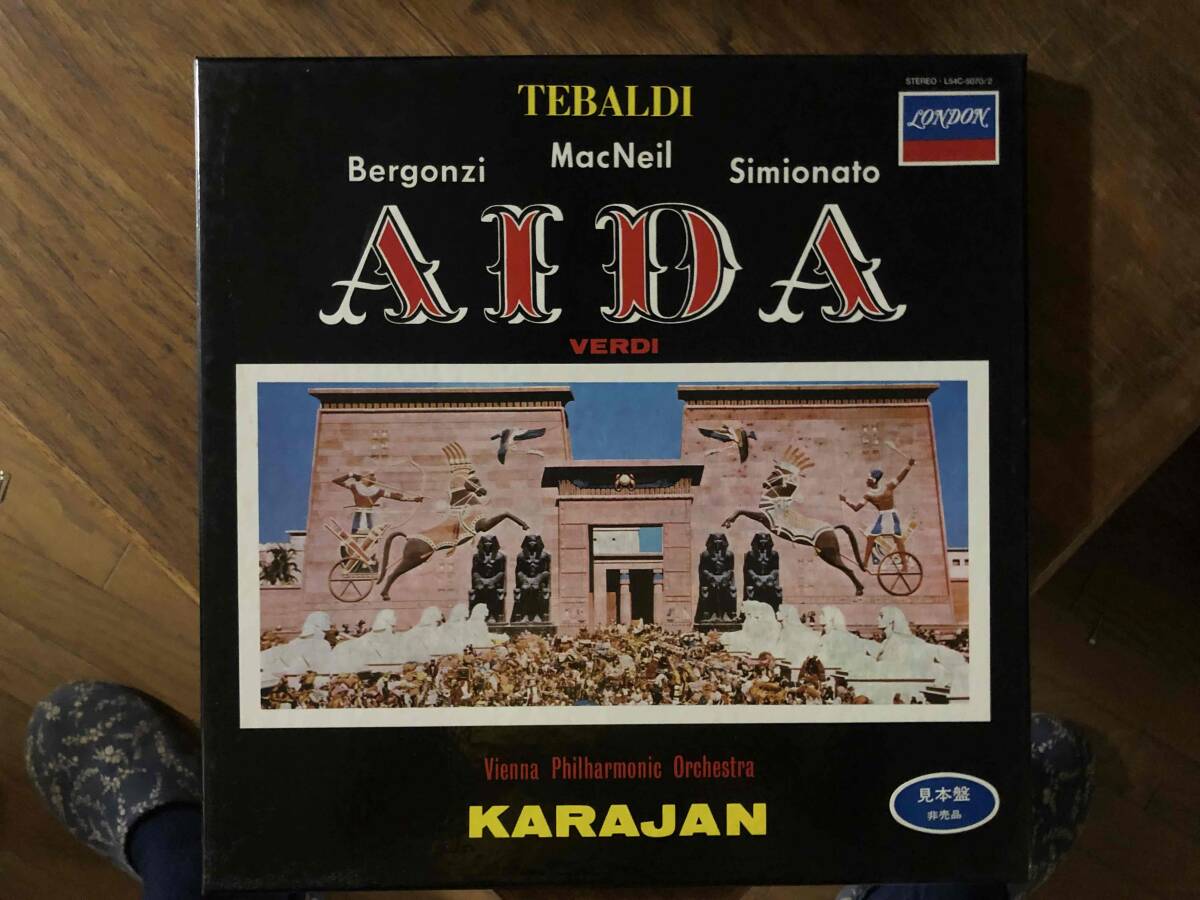 STEREO · L54C-5070/2
LONDON
TEBALDI
MacNeil
Bergonzi
Simionato
AIDA
VERDI
Vienna Philharmonic Orchestra
KARAJAN
見本盤
非売品